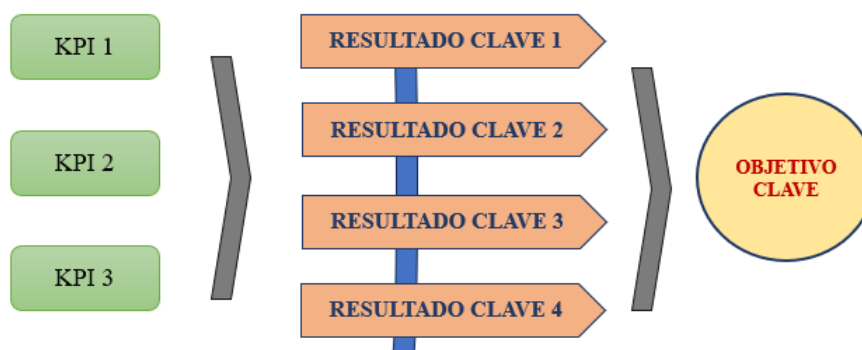 KPI 1
KPI 2
KPI 3
RESULTADO CLAVE 1
RESULTADO CLAVE 2
RESULTADO CLAVE 3
RESULTADO CLAVE 4
OBJETIVO
CLAVE